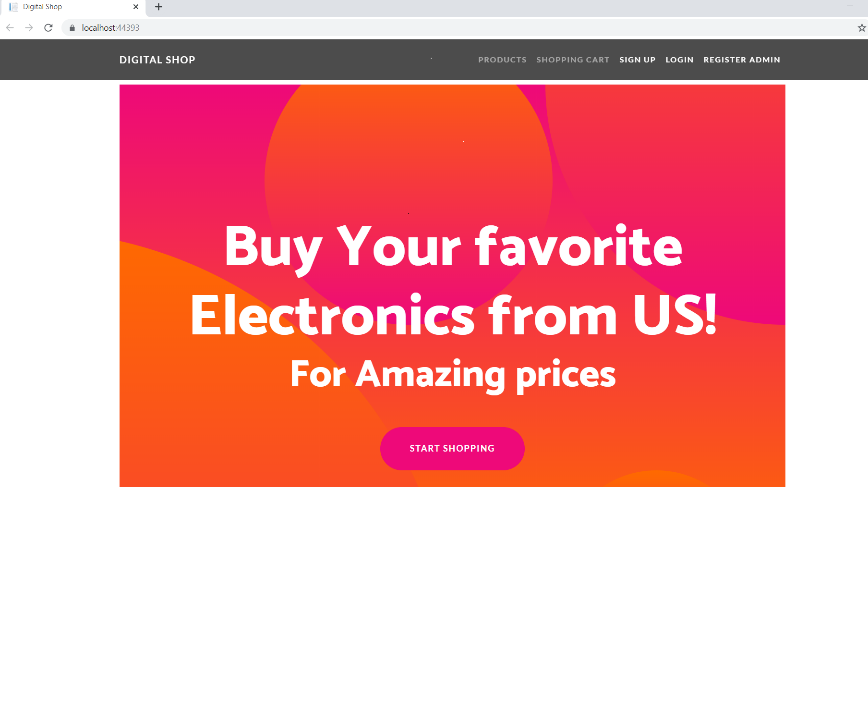 Digital Shop
localhost:44393
DIGITAL SHOP
PRODUCTS SHOPPING CART SIGN UP LOGIN REGISTER ADMIN
Buy Your favorite
Electronics from US!
For Amazing prices
START SHOPPING